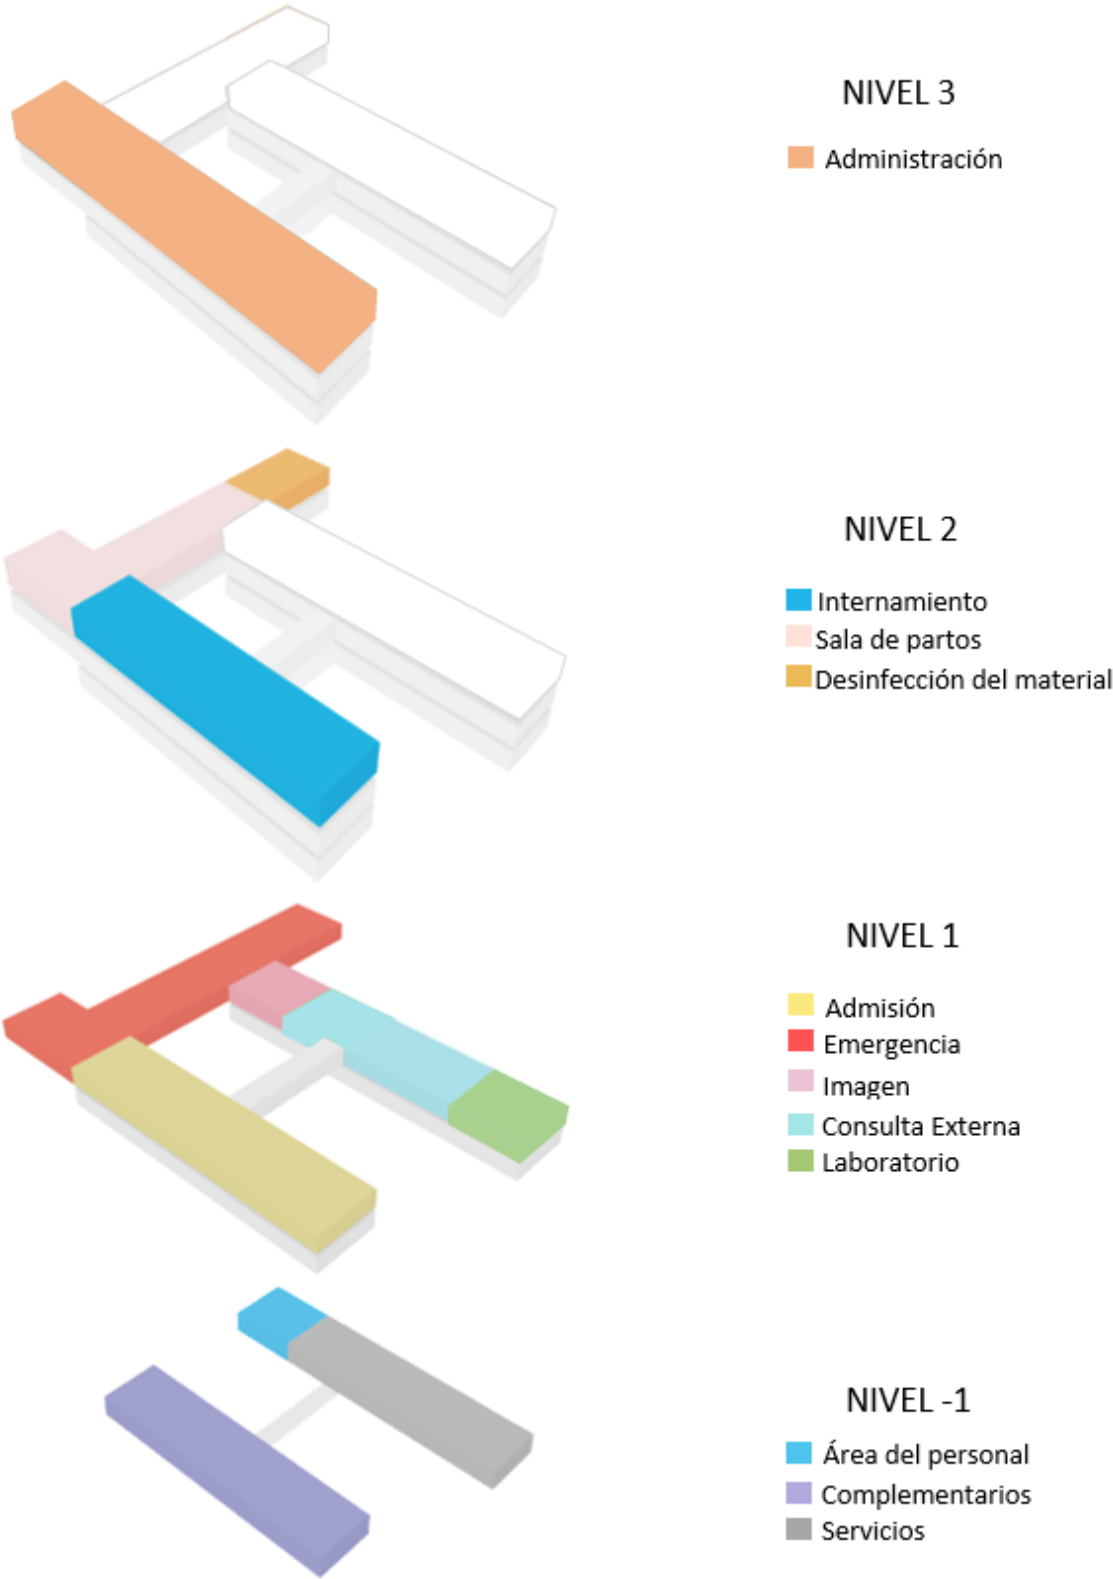 NIVEL 3
Administración
NIVEL 2
Internamiento
Sala de partos
Desinfección del material
NIVEL 1
Admisión
Emergencia
Imagen
Consulta Externa
Laboratorio
NIVEL -1
Área del personal
Complementarios
Servicios